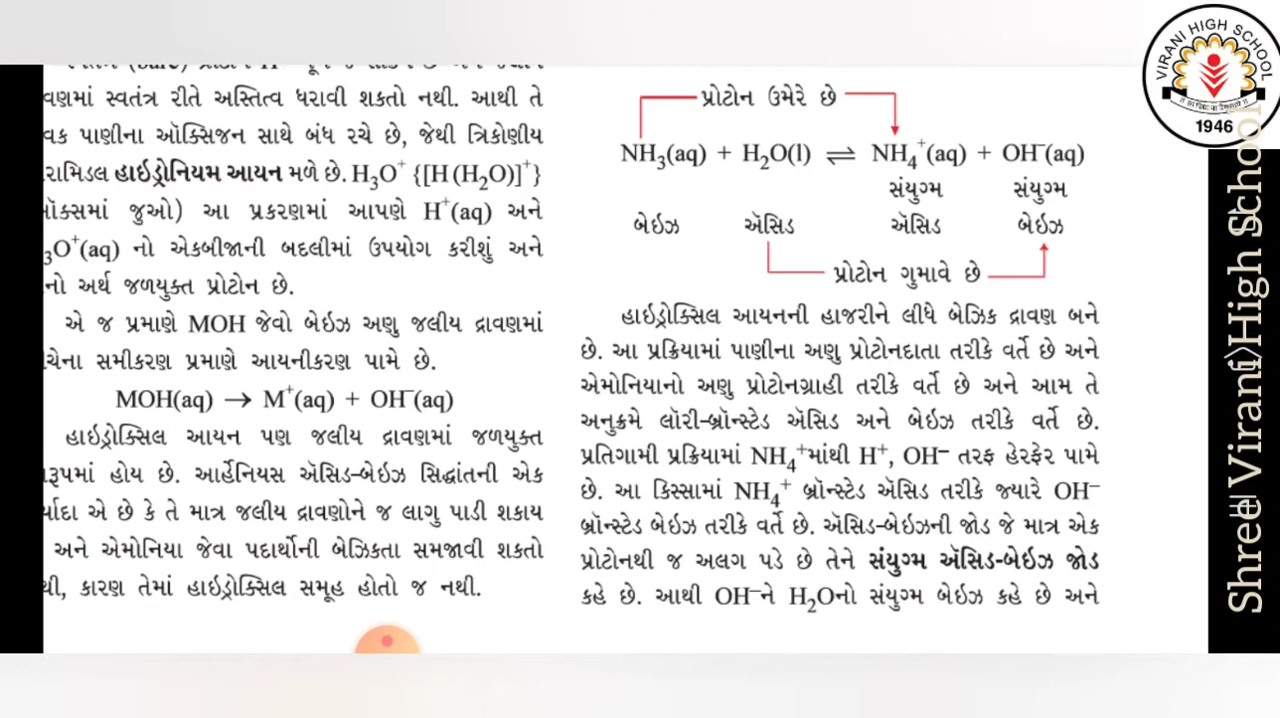 વણમાં સ્વતંત્ર રીતે અસ્તિત્વ ધરાવી શકતો નથી. આથી તે
વક પાણીના ઑક્સિજન સાથે બંધ રચે છે, જેથી ત્રિકોણીય
રામિડલ હાઇડ્રોનિયમ આયન મળે છે. H₃O⁺ {[H (H₂O)]⁺}
ૉક્સમાં જુઓ) આ પ્રકરણમાં આપણે H⁺(aq) અને
₃O⁺(aq) નો એકબીજાની બદલીમાં ઉપયોગ કરીશું અને
નો અર્થ જળયુક્ત પ્રોટોન છે.
એ જ પ્રમાણે MOH જેવો બેઇઝ અણુ જલીય દ્રાવણમાં
ચેના સમીકરણ પ્રમાણે આયનીકરણ પામે છે.
MOH(aq) → M⁺(aq) + OH⁻(aq)
હાઇડ્રોક્સિલ આયન પણ જલીય દ્રાવણમાં જળયુક્ત
રૂપમાં હોય છે. આર્હેનિયસ ઍસિડ-બેઇઝ સિદ્ધાંતની એક
ર્યાદા એ છે કે તે માત્ર જલીય દ્રાવણોને જ લાગુ પાડી શકાય
અને એમોનિયા જેવા પદાર્થોની બેઝિકતા સમજાવી શકતો
થી, કારણ તેમાં હાઇડ્રોક્સિલ સમૂહ હોતો જ નથી.
પ્રોટોન ઉમેરે છે
NH₃(aq) + H₂O(l) ⇌ NH₄⁺(aq) + OH⁻(aq)
સંયુગ્મ સંયુગ્મ
બેઇઝ ઍસિડ ઍસિડ બેઇઝ
પ્રોટોન ગુમાવે છે
હાઇડ્રોક્સિલ આયનની હાજરીને લીધે બેઝિક દ્રાવણ બને
છે. આ પ્રક્રિયામાં પાણીના અણુ પ્રોટોનદાતા તરીકે વર્તે છે અને
એમોનિયાનો અણુ પ્રોટોનગ્રાહી તરીકે વર્તે છે અને આમ તે
અનુક્રમે લૉરી-બ્રૉન્સ્ટેડ ઍસિડ અને બેઇઝ તરીકે વર્તે છે.
પ્રતિગામી પ્રક્રિયામાં NH₄⁺માંથી H⁺, OH⁻ તરફ હેરફેર પામે
છે. આ કિસ્સામાં NH₄⁺ બ્રૉન્સ્ટેડ ઍસિડ તરીકે જ્યારે OH⁻
બ્રૉન્સ્ટેડ બેઇઝ તરીકે વર્તે છે. ઍસિડ-બેઇઝની જોડ જે માત્ર એક
પ્રોટોનથી જ અલગ પડે છે તેને સંયુગ્મ ઍસિડ-બેઇઝ જોડ
કહે છે. આથી OH⁻ને H₂Oનો સંયુગ્મ બેઇઝ કહે છે અને
VIRANI HIGH SCHOOL
1946
Shree Virani High School